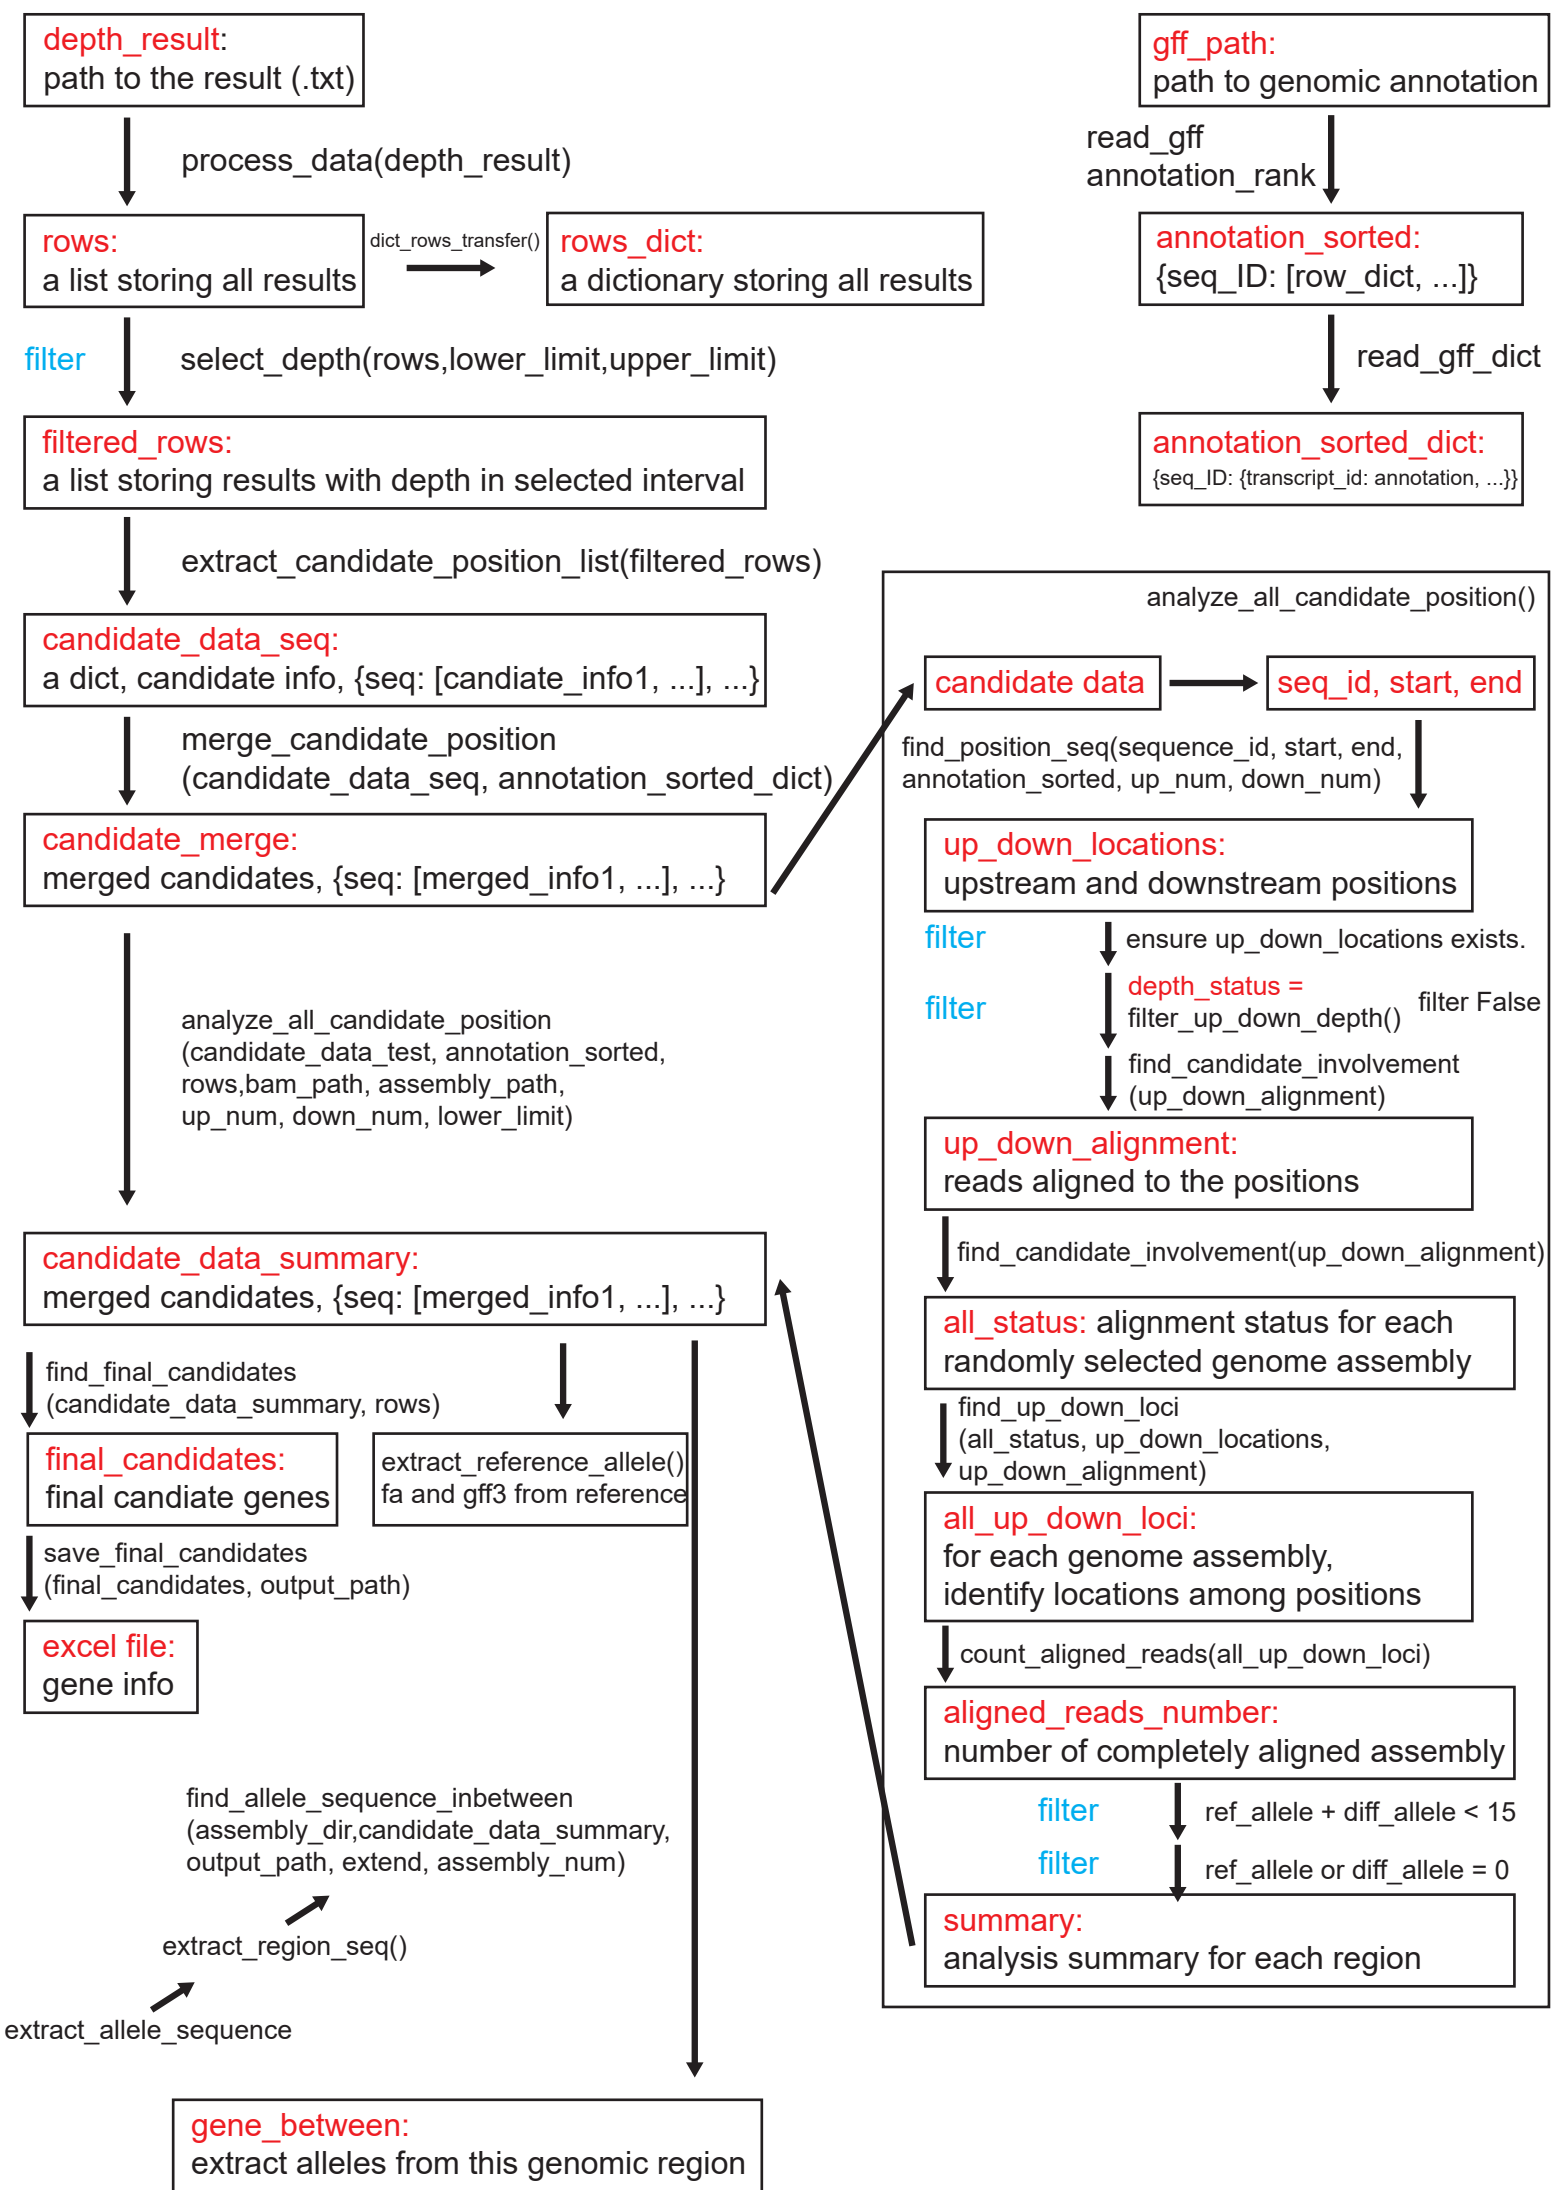 depth_result:
path to the result (.txt)
process_data(depth_result)
rows:
a list storing all results
dict_rows_transfer()
rows_dict:
a dictionary storing all results
filter
select_depth(rows,lower_limit,upper_limit)
filtered_rows:
a list storing results with depth in selected interval
extract_candidate_position_list(filtered_rows)
candidate_data_seq:
a dict, candidate info, {seq: [candiate_info1, ...], ...}
merge_candidate_position
(candidate_data_seq, annotation_sorted_dict)
candidate_merge:
merged candidates, {seq: [merged_info1, ...], ...}
analyze_all_candidate_position
(candidate_data_test, annotation_sorted,
rows,bam_path, assembly_path,
up_num, down_num, lower_limit)
candidate_data_summary:
merged candidates, {seq: [merged_info1, ...], ...}
find_final_candidates
(candidate_data_summary, rows)
final_candidates:
final candiate genes
extract_reference_allele()
fa and gff3 from reference
save_final_candidates
(final_candidates, output_path)
excel file:
gene info
find_allele_sequence_inbetween
(assembly_dir,candidate_data_summary,
output_path, extend, assembly_num)
extract_region_seq()
extract_allele_sequence
gene_between:
extract alleles from this genomic region
gff_path:
path to genomic annotation
read_gff
annotation_rank
annotation_sorted:
{seq_ID: [row_dict, ...]}
read_gff_dict
annotation_sorted_dict:
{seq_ID: {transcript_id: annotation, ...}}
analyze_all_candidate_position()
candidate data
seq_id, start, end
find_position_seq(sequence_id, start, end,
annotation_sorted, up_num, down_num)
up_down_locations:
upstream and downstream positions
filter
ensure up_down_locations exists.
filter
depth_status =
filter_up_down_depth()
filter False
find_candidate_involvement
(up_down_alignment)
up_down_alignment:
reads aligned to the positions
find_candidate_involvement(up_down_alignment)
all_status: alignment status for each
randomly selected genome assembly
find_up_down_loci
(all_status, up_down_locations,
up_down_alignment)
all_up_down_loci:
for each genome assembly,
identify locations among positions
count_aligned_reads(all_up_down_loci)
aligned_reads_number:
number of completely aligned assembly
filter
ref_allele + diff_allele < 15
filter
ref_allele or diff_allele = 0
summary:
analysis summary for each region